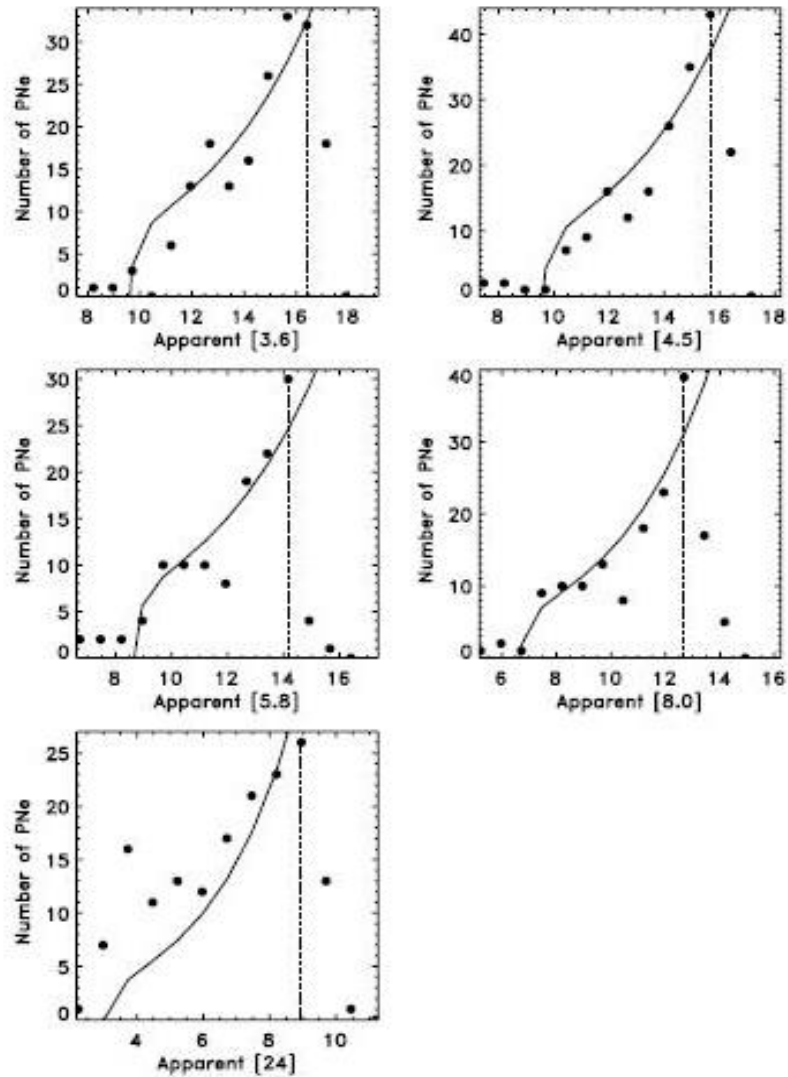 Number of PNe
30
20
10
0
8 10 12 14 16 18
Apparent [3.6]
Number of PNe
40
30
20
10
0
8 10 12 14 16 18
Apparent [4.5]
Number of PNe
30
25
20
15
10
5
0
8 10 12 14 16
Apparent [5.8]
Number of PNe
40
30
20
10
0
6 8 10 12 14 16
Apparent [8.0]
Number of PNe
25
20
15
10
5
0
4 6 8 10
Apparent [24]